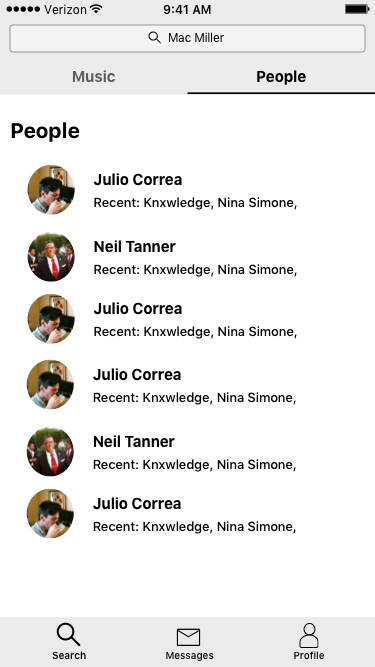 Verizon 9:41 AM
Mac Miller
Music People
People
Julio Correa
Recent: Knxwledge, Nina Simone,
Neil Tanner
Recent: Knxwledge, Nina Simone,
Julio Correa
Recent: Knxwledge, Nina Simone,
Julio Correa
Recent: Knxwledge, Nina Simone,
Neil Tanner
Recent: Knxwledge, Nina Simone,
Julio Correa
Recent: Knxwledge, Nina Simone,
Search Messages Profile